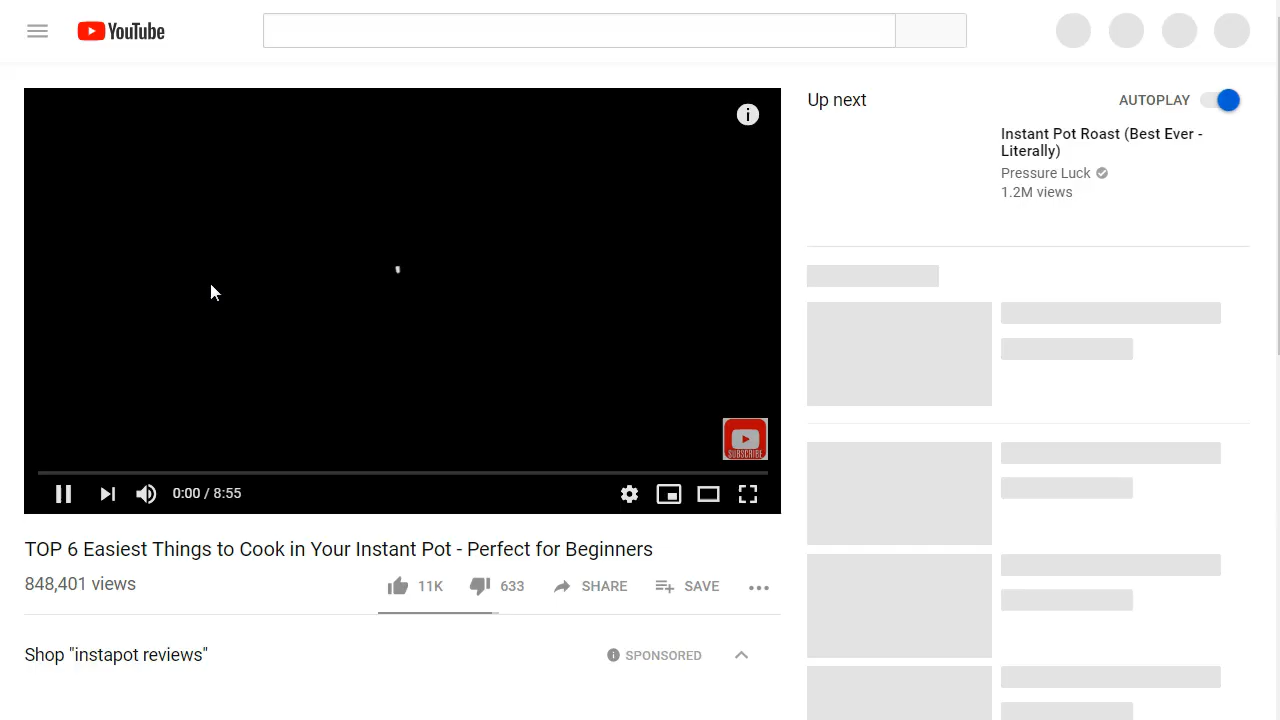 YouTube
Up next
AUTOPLAY
Instant Pot Roast (Best Ever -
Literally)
Pressure Luck
1.2M views
SUBSCRIBE
0:00 / 8:55
TOP 6 Easiest Things to Cook in Your Instant Pot - Perfect for Beginners
848,401 views
11K
633
SHARE
SAVE
Shop "instapot reviews"
SPONSORED